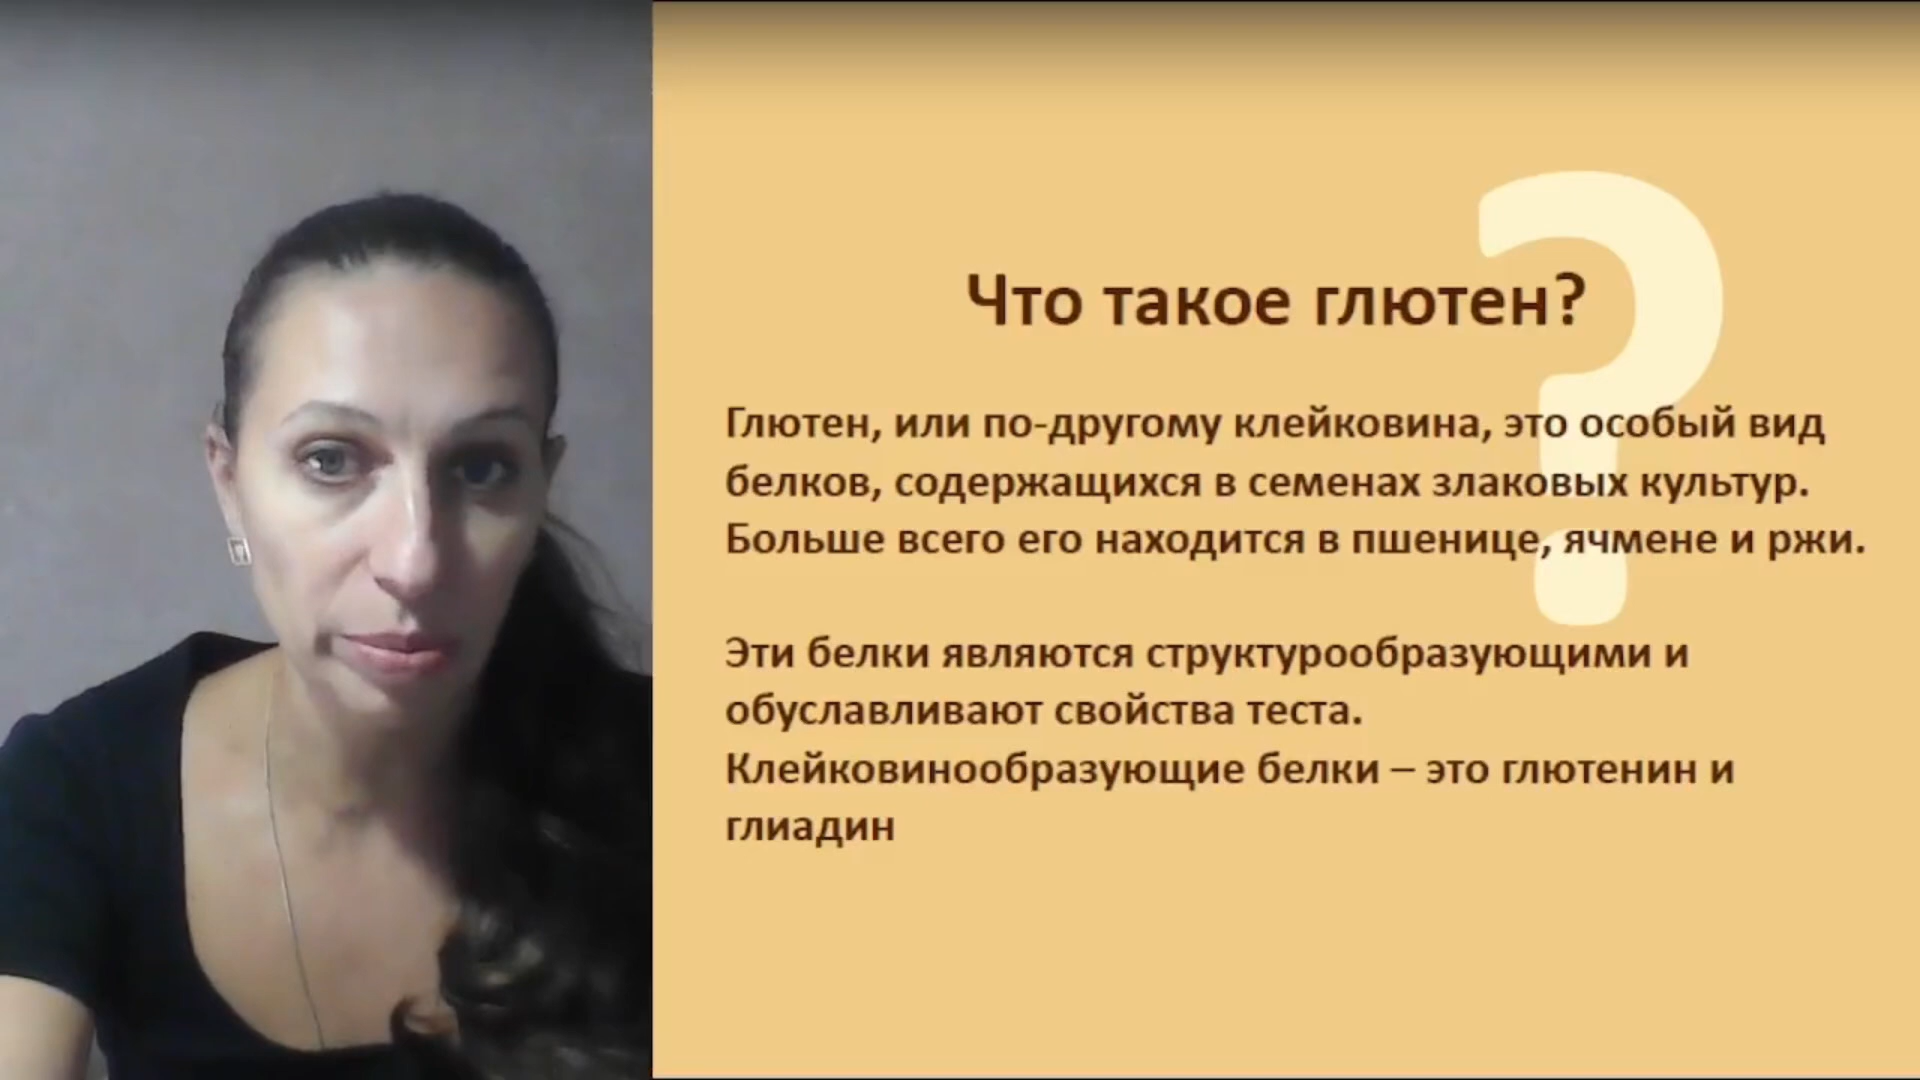 Что такое глютен?
Глютен, или по-другому клейковина, это особый вид
белков, содержащихся в семенах злаковых культур.
Больше всего его находится в пшенице, ячмене и ржи.
Эти белки являются структурообразующими и
обуславливают свойства теста.
Клейковинообразующие белки – это глютенин и
глиадин